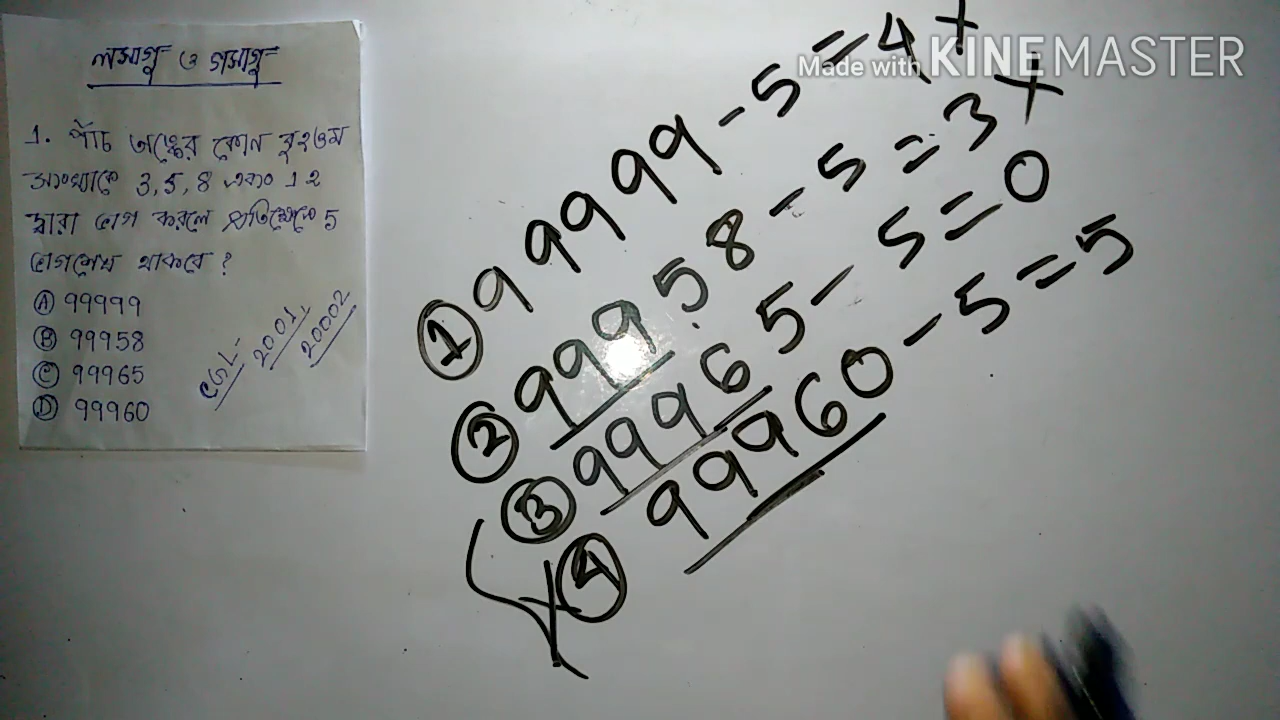 লসাগু ও গসাগু
1. পাঁচ অঙ্কের কোন বৃহত্তম
সংখ্যাকে 3, 5, 8 এবং 12
দ্বারা ভাগ করলে প্রতিক্ষেত্রে 5
ভাগশেষ থাকবে ?
Ⓐ 99999
Ⓑ 99958
Ⓒ 99965
Ⓓ 99960
2001,
20002
Made with KINEMASTER
① 99999 - 5 = 4 x
② 99958 - 5 = 3 x
③ 99965 - 5 = 0
④ 99960 - 5 = 5